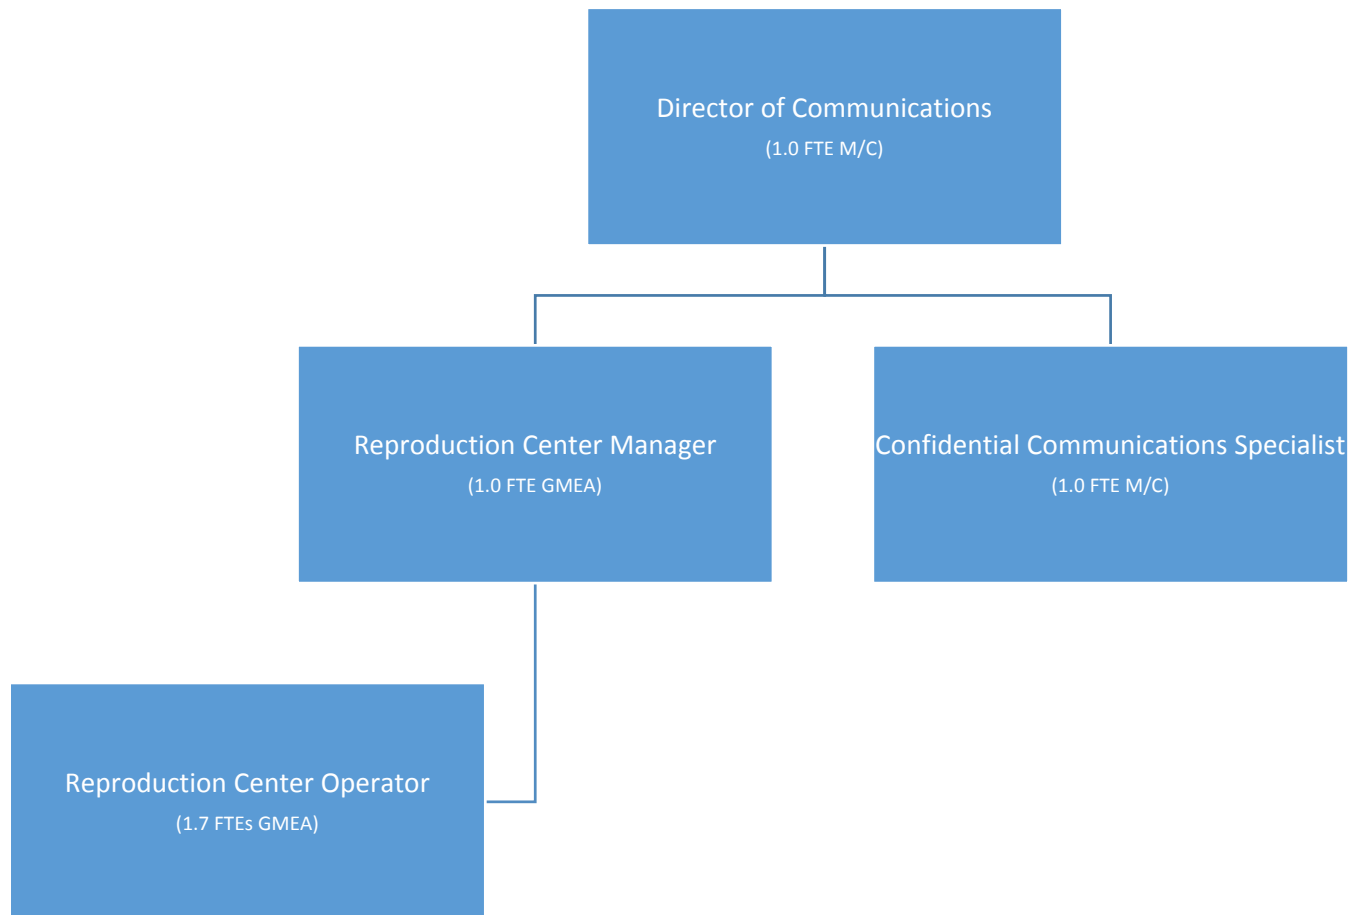 Director of Communications
(1.0 FTE M/C)
Reproduction Center Manager
(1.0 FTE GMEA)
Confidential Communications Specialist
(1.0 FTE M/C)
Reproduction Center Operator
(1.7 FTEs GMEA)